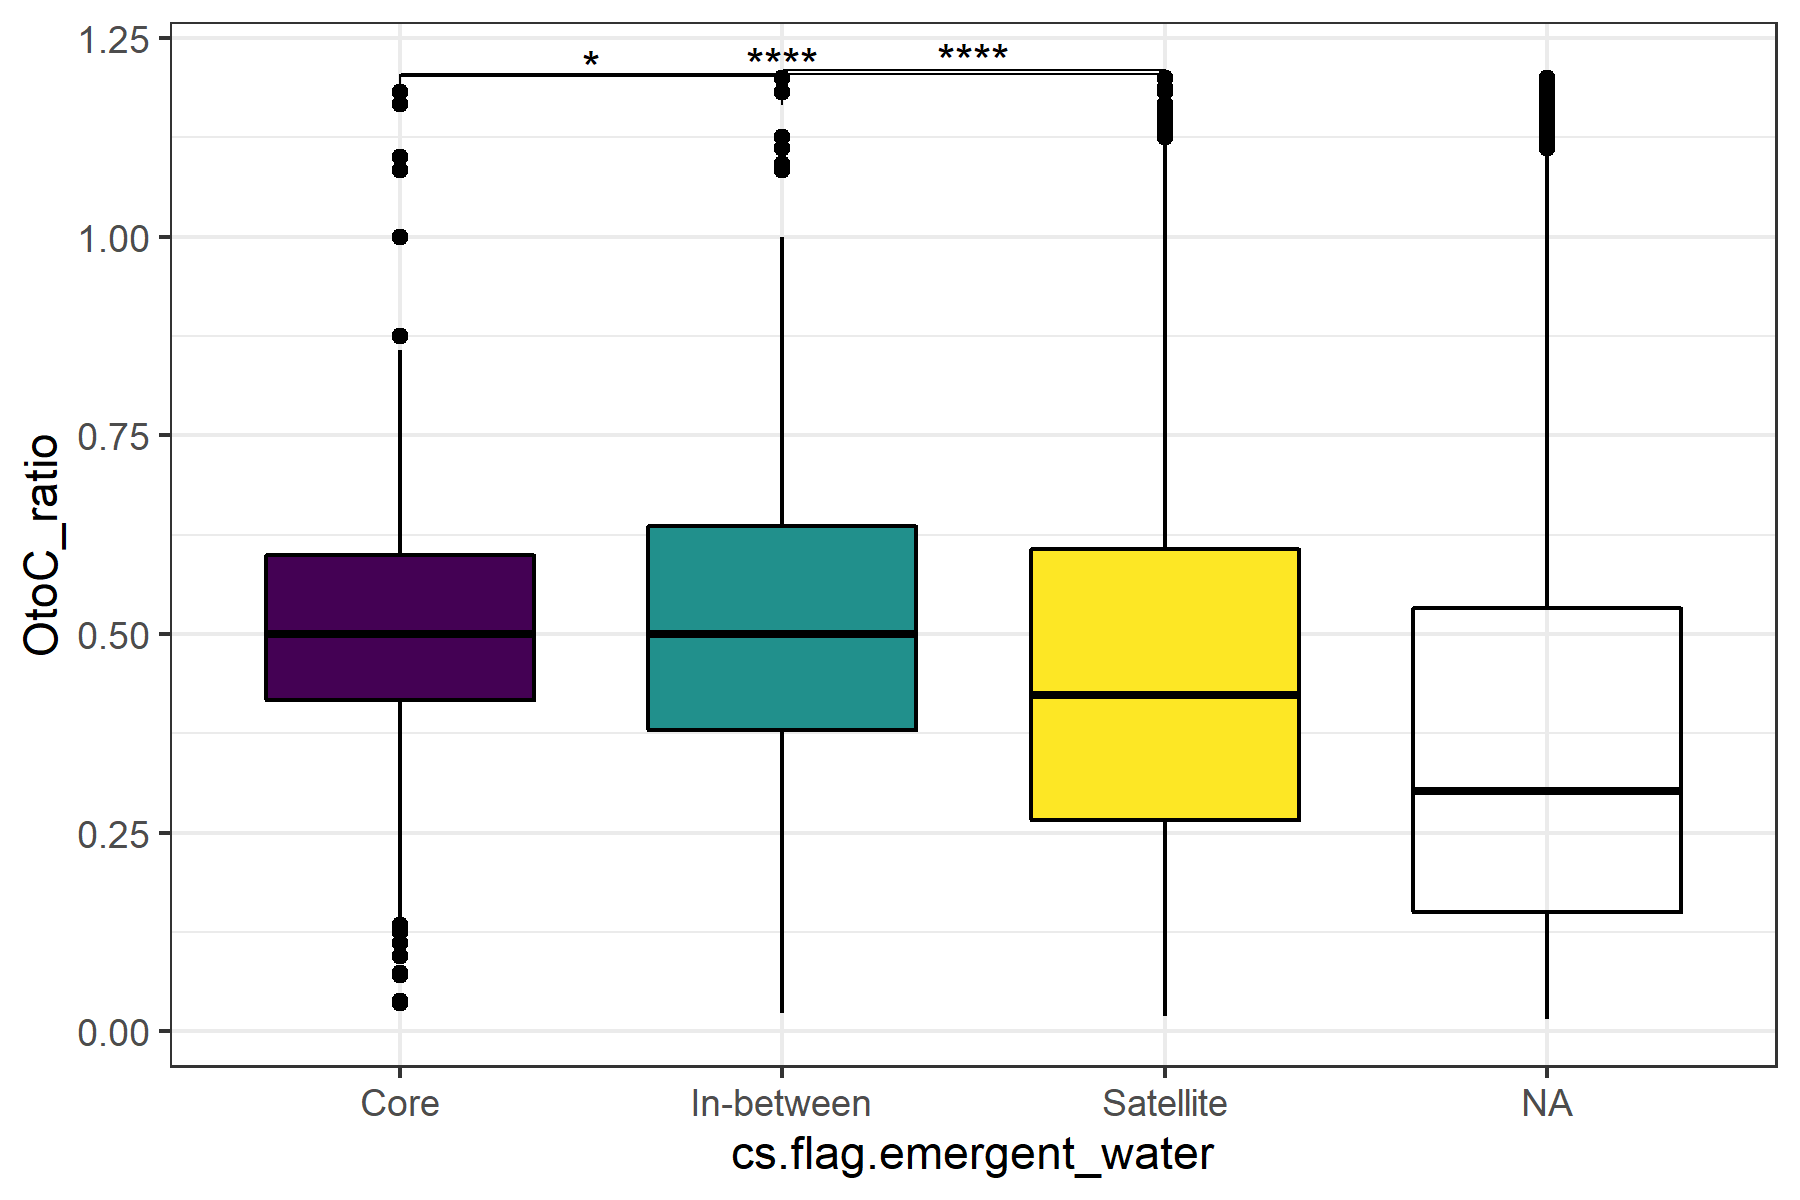 * **** ****
1.25
1.00
0.75
0.50
0.25
0.00
OtoC_ratio
Core In-between Satellite NA
cs.flag.emergent_water